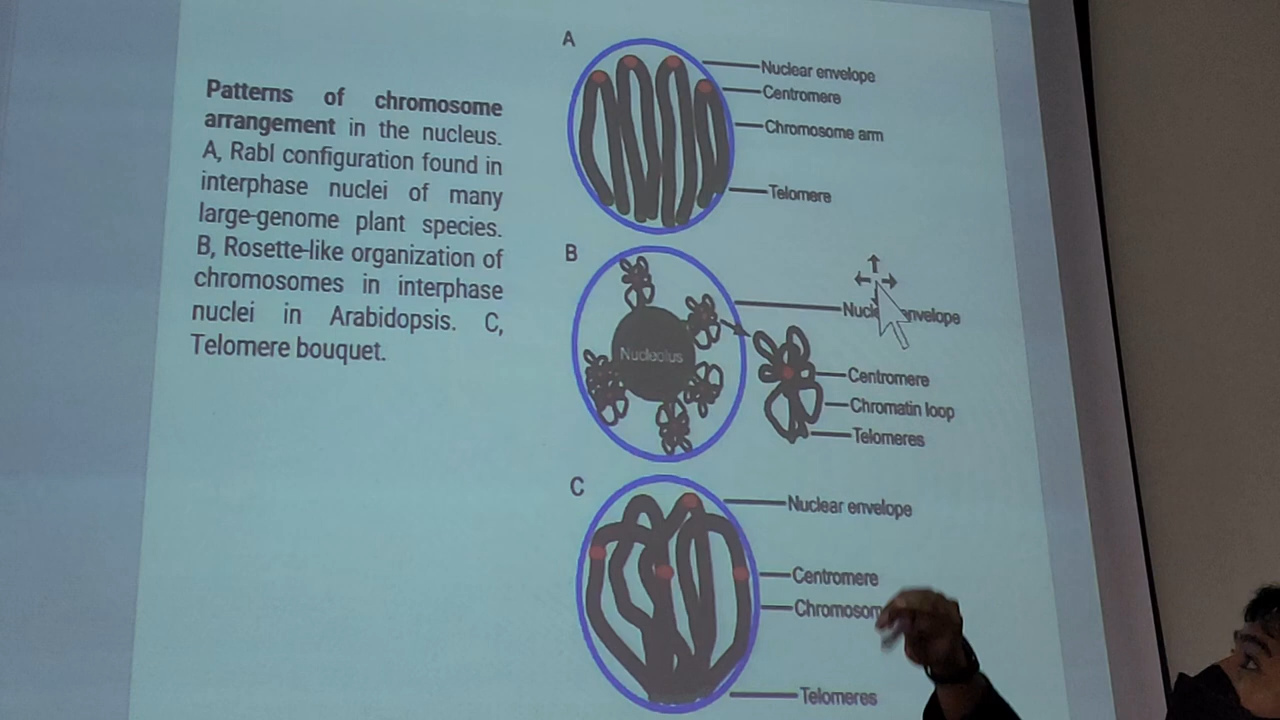 Patterns of chromosome
arrangement in the nucleus.
A, Rabl configuration found in
interphase nuclei of many
large-genome plant species.
B, Rosette-like organization of
chromosomes in interphase
nuclei in Arabidopsis. C,
Telomere bouquet.
A
Nuclear envelope
Centromere
Chromosome arm
Telomere
B
Nucleolus
envelope
Centromere
Chromatin loop
Telomeres
C
Nuclear envelope
Centromere
Telomeres